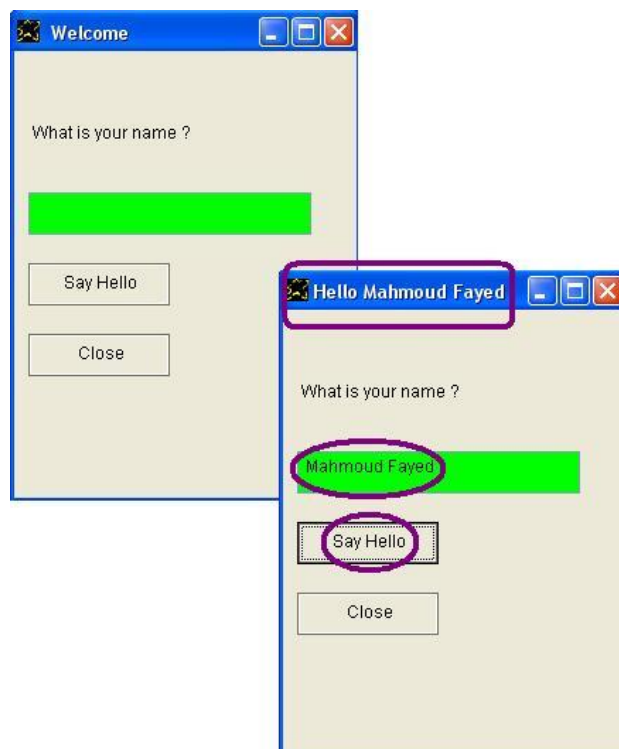 Welcome
What is your name ?
Say Hello
Close
Hello Mahmoud Fayed
What is your name ?
Mahmoud Fayed
Say Hello
Close